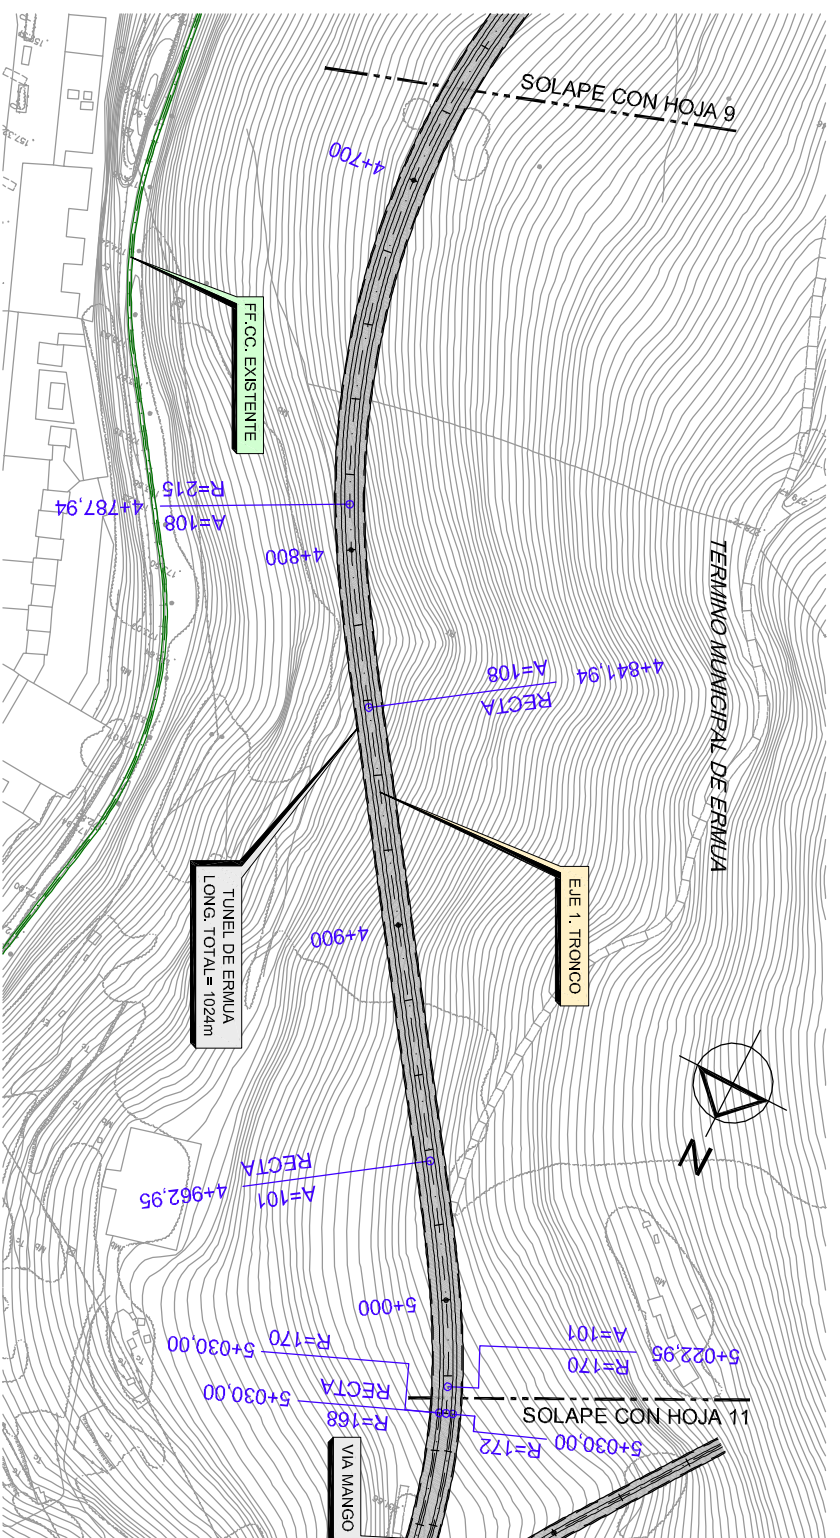 SOLAPE CON HOJA 9
4+700
FF.CC. EXISTENTE
R=215
4+787,94
A=108
4+800
TERMINO MUNICIPAL DE ERMUA
4+841,94
A=108
RECTA
EJE 1. TRONCO
TUNEL DE ERMUA
LONG. TOTAL= 1024m
4+900
N
RECTA
4+962,95
A=101
5+000
R=170
5+030,00
A=101
5+022,95
R=170
RECTA
5+030,00
R=168
SOLAPE CON HOJA 11
5+030,00
R=172
VIA MANGO